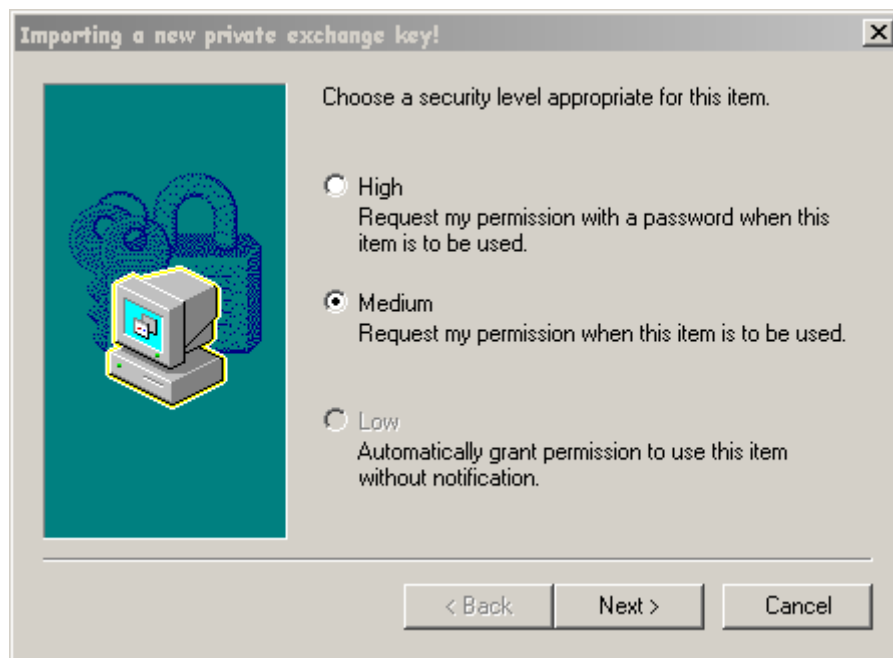 Importing a new private exchange key!
Choose a security level appropriate for this item.
High
Request my permission with a password when this
item is to be used.
Medium
Request my permission when this item is to be used.
Low
Automatically grant permission to use this item
without notification.
< Back
Next >
Cancel